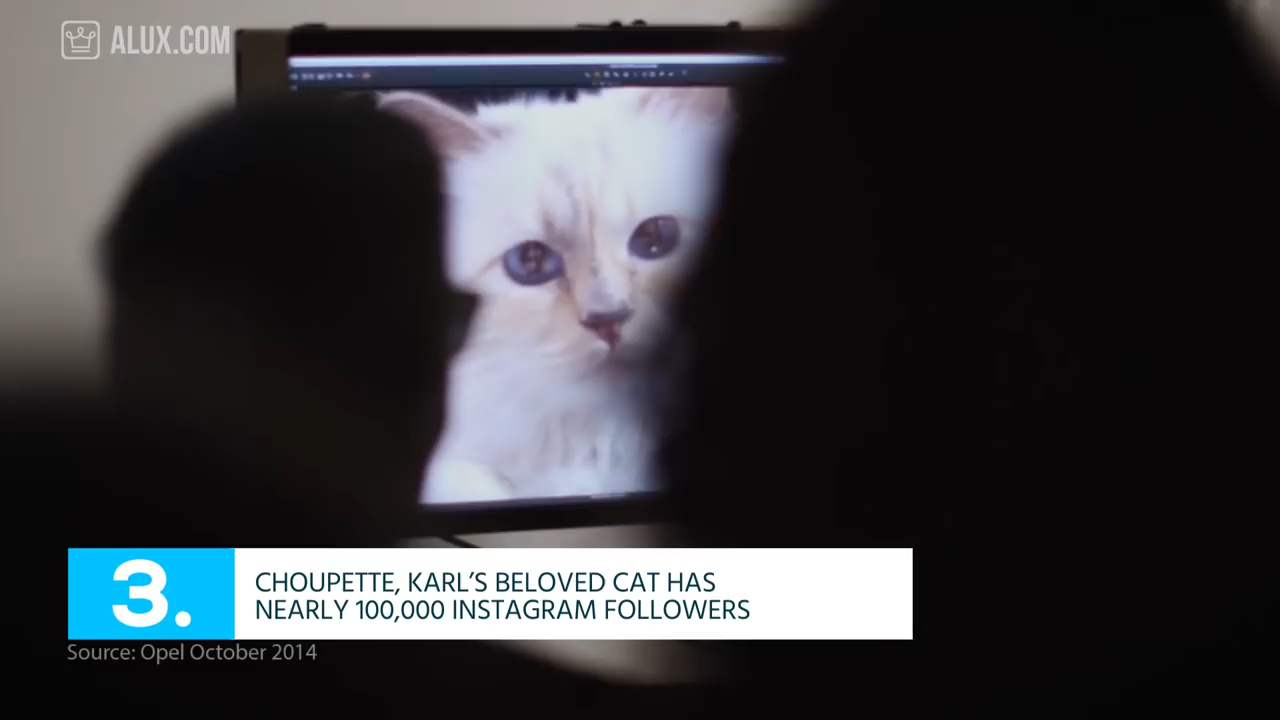 ALUX.COM
3.
CHOUPETTE, KARL'S BELOVED CAT HAS
NEARLY 100,000 INSTAGRAM FOLLOWERS
Source: Opel October 2014